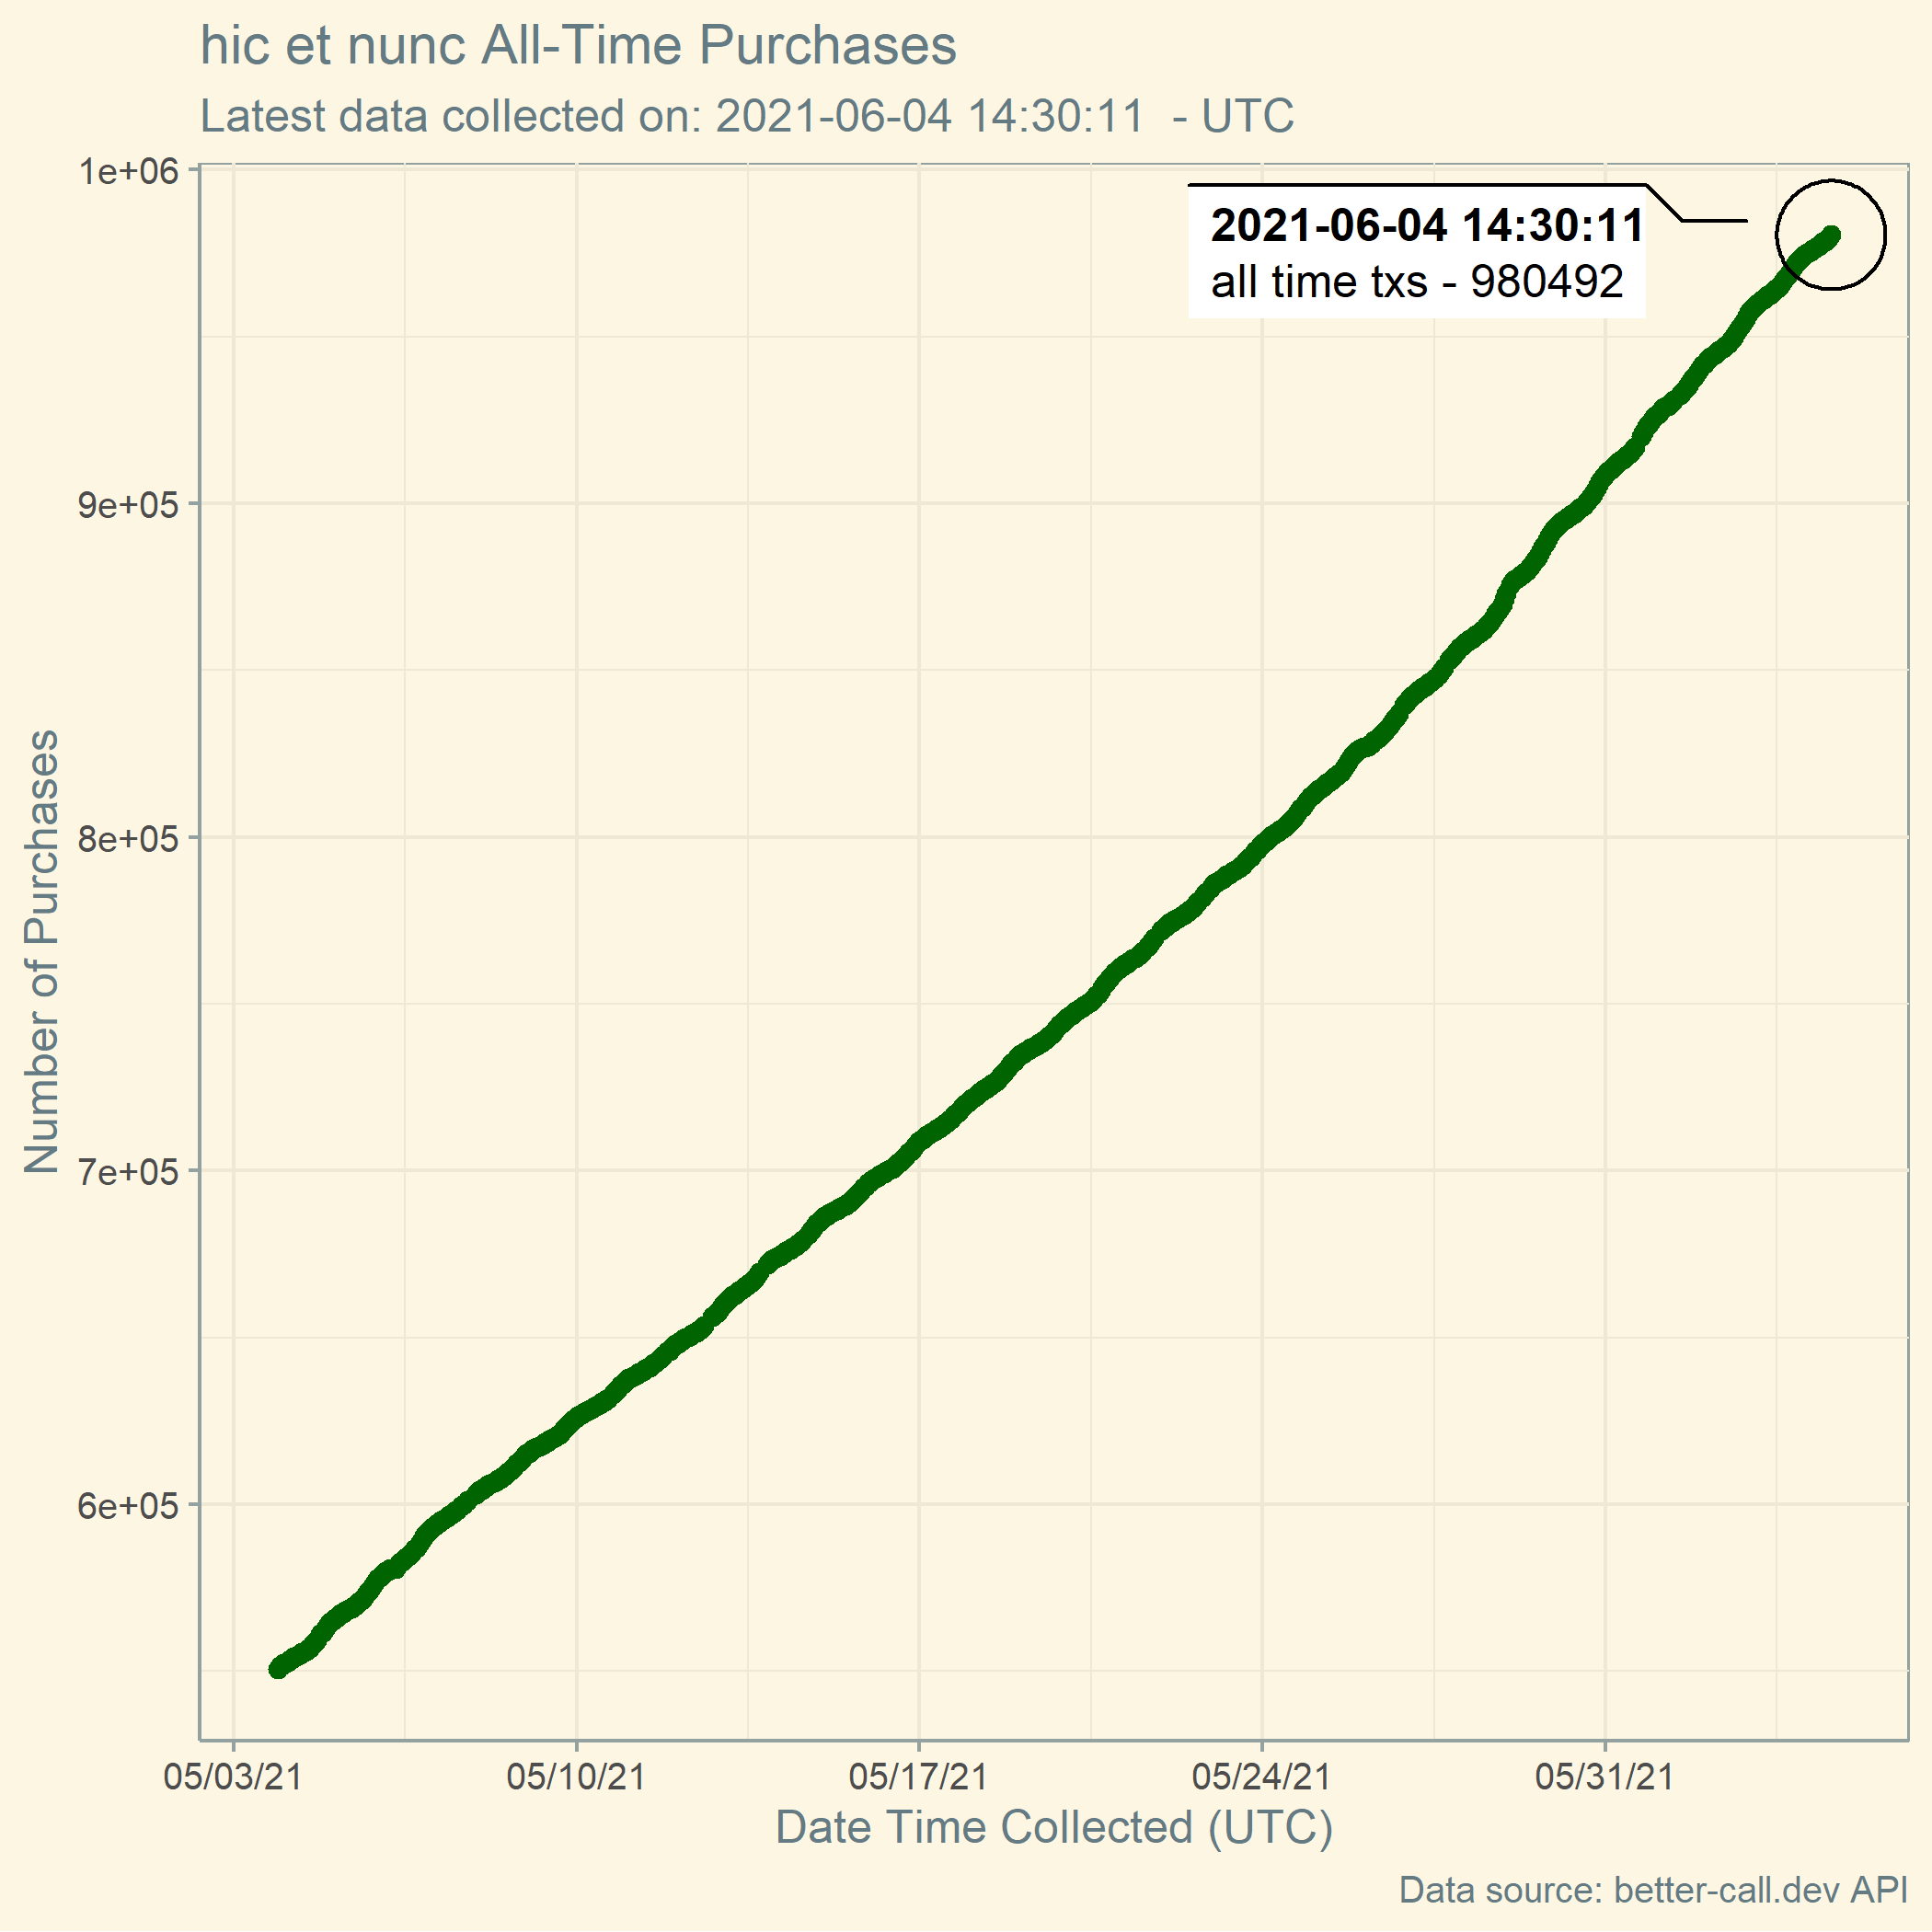 hic et nunc All-Time Purchases
Latest data collected on: 2021-06-04 14:30:11  - UTC
1e+06
9e+05
8e+05
7e+05
6e+05
Number of Purchases
2021-06-04 14:30:11
all time txs - 980492
05/03/21
05/10/21
05/17/21
05/24/21
05/31/21
Date Time Collected (UTC)
Data source: better-call.dev API